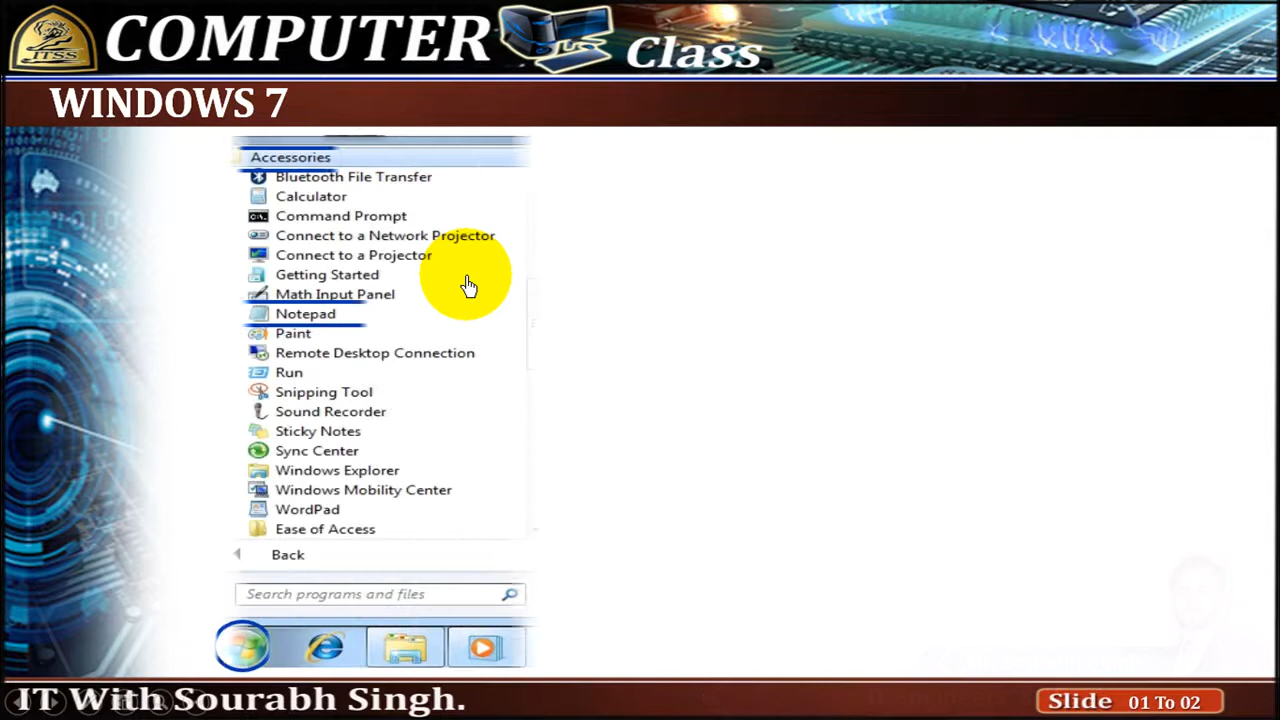 JTSS
COMPUTER
Class
WINDOWS 7
Accessories
Bluetooth File Transfer
Calculator
C:\.
Command Prompt
Connect to a Network Projector
Connect to a Projector
Getting Started
Math Input Panel
Notepad
Paint
Remote Desktop Connection
Run
Snipping Tool
Sound Recorder
Sticky Notes
Sync Center
Windows Explorer
Windows Mobility Center
WordPad
Ease of Access
Back
Search programs and files
IT With Sourabh Singh.
Slide 01 To 02